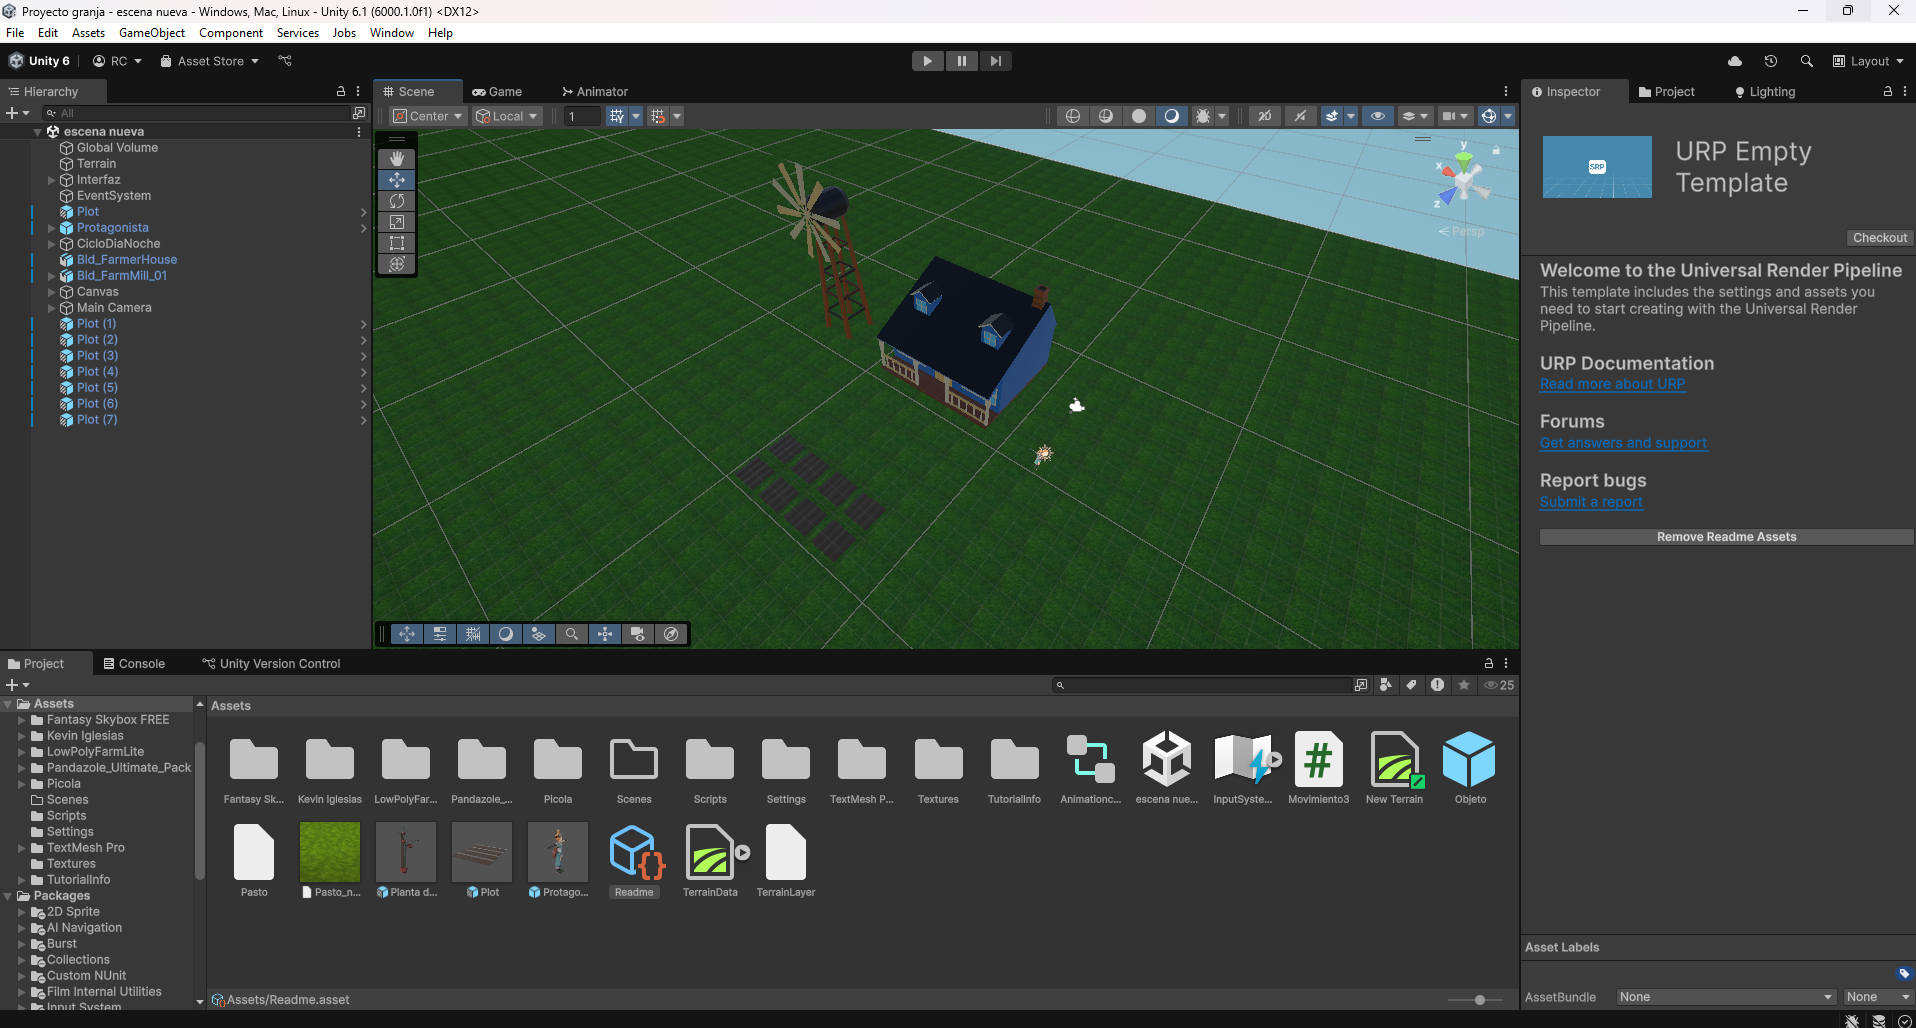 Proyecto granja - escena nueva - Windows, Mac, Linux - Unity 6.1 (6000.1.0f1) <DX12>
File Edit Assets GameObject Component Services Jobs Window Help
Unity 6 RC Asset Store Layout
Hierarchy
All
escena nueva
Global Volume
Terrain
Interfaz
EventSystem
Plot
Protagonista
CicloDiaNoche
Bld_FarmerHouse
Bld_FarmMill_01
Canvas
Main Camera
Plot (1)
Plot (2)
Plot (3)
Plot (4)
Plot (5)
Plot (6)
Plot (7)
Scene Game Animator
Center Local 1 2D
y
x
z
Persp
Inspector Project Lighting
SRP
URP Empty
Template
Checkout
Welcome to the Universal Render Pipeline
This template includes the settings and assets you
need to start creating with the Universal Render
Pipeline.
URP Documentation
Read more about URP
Forums
Get answers and support
Report bugs
Submit a report
Remove Readme Assets
Asset Labels
AssetBundle None None
Project Console Unity Version Control
25
Assets
Fantasy Skybox FREE
Kevin Iglesias
LowPolyFarmLite
Pandazole_Ultimate_Pack
Picola
Scenes
Scripts
Settings
TextMesh Pro
Textures
TutorialInfo
Packages
2D Sprite
AI Navigation
Burst
Collections
Custom NUnit
Film Internal Utilities
Input System
Assets
Fantasy Sk... Kevin Iglesias LowPolyFar... Pandazole_... Picola Scenes Scripts Settings TextMesh P... Textures TutorialInfo Animationc... escena nue... InputSyste... Movimiento3 New Terrain Objeto
Pasto Pasto_n... Planta d... Plot Protago... Readme TerrainData TerrainLayer
Assets/Readme.asset